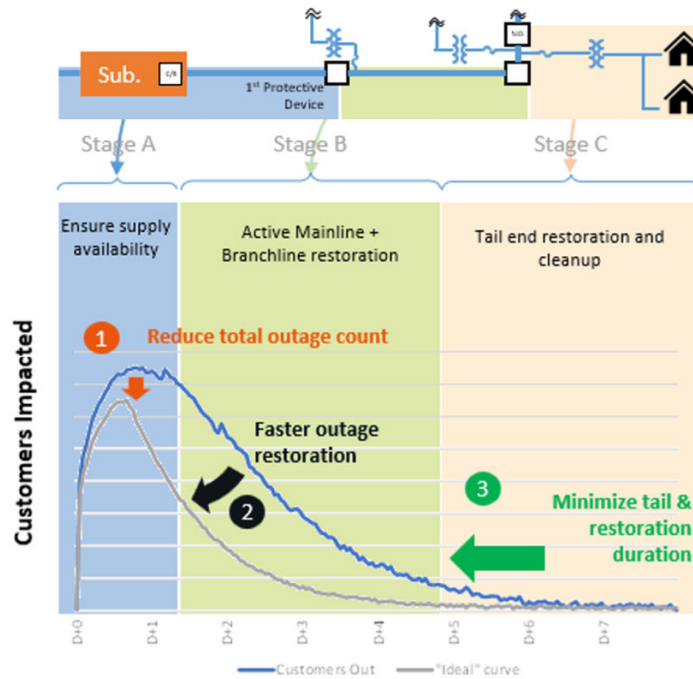 Sub.
C/B
1st Protective
Device
N.O.
Stage A
Stage B
Stage C
Ensure supply
availability
Active Mainline +
Branchline restoration
Tail end restoration and
cleanup
1
Reduce total outage count
Faster outage
restoration
2
3
Minimize tail &
restoration
duration
Customers Impacted
D+0
D+1
D+2
D+3
D+4
D+5
D+6
D+7
Customers Out
"Ideal" curve